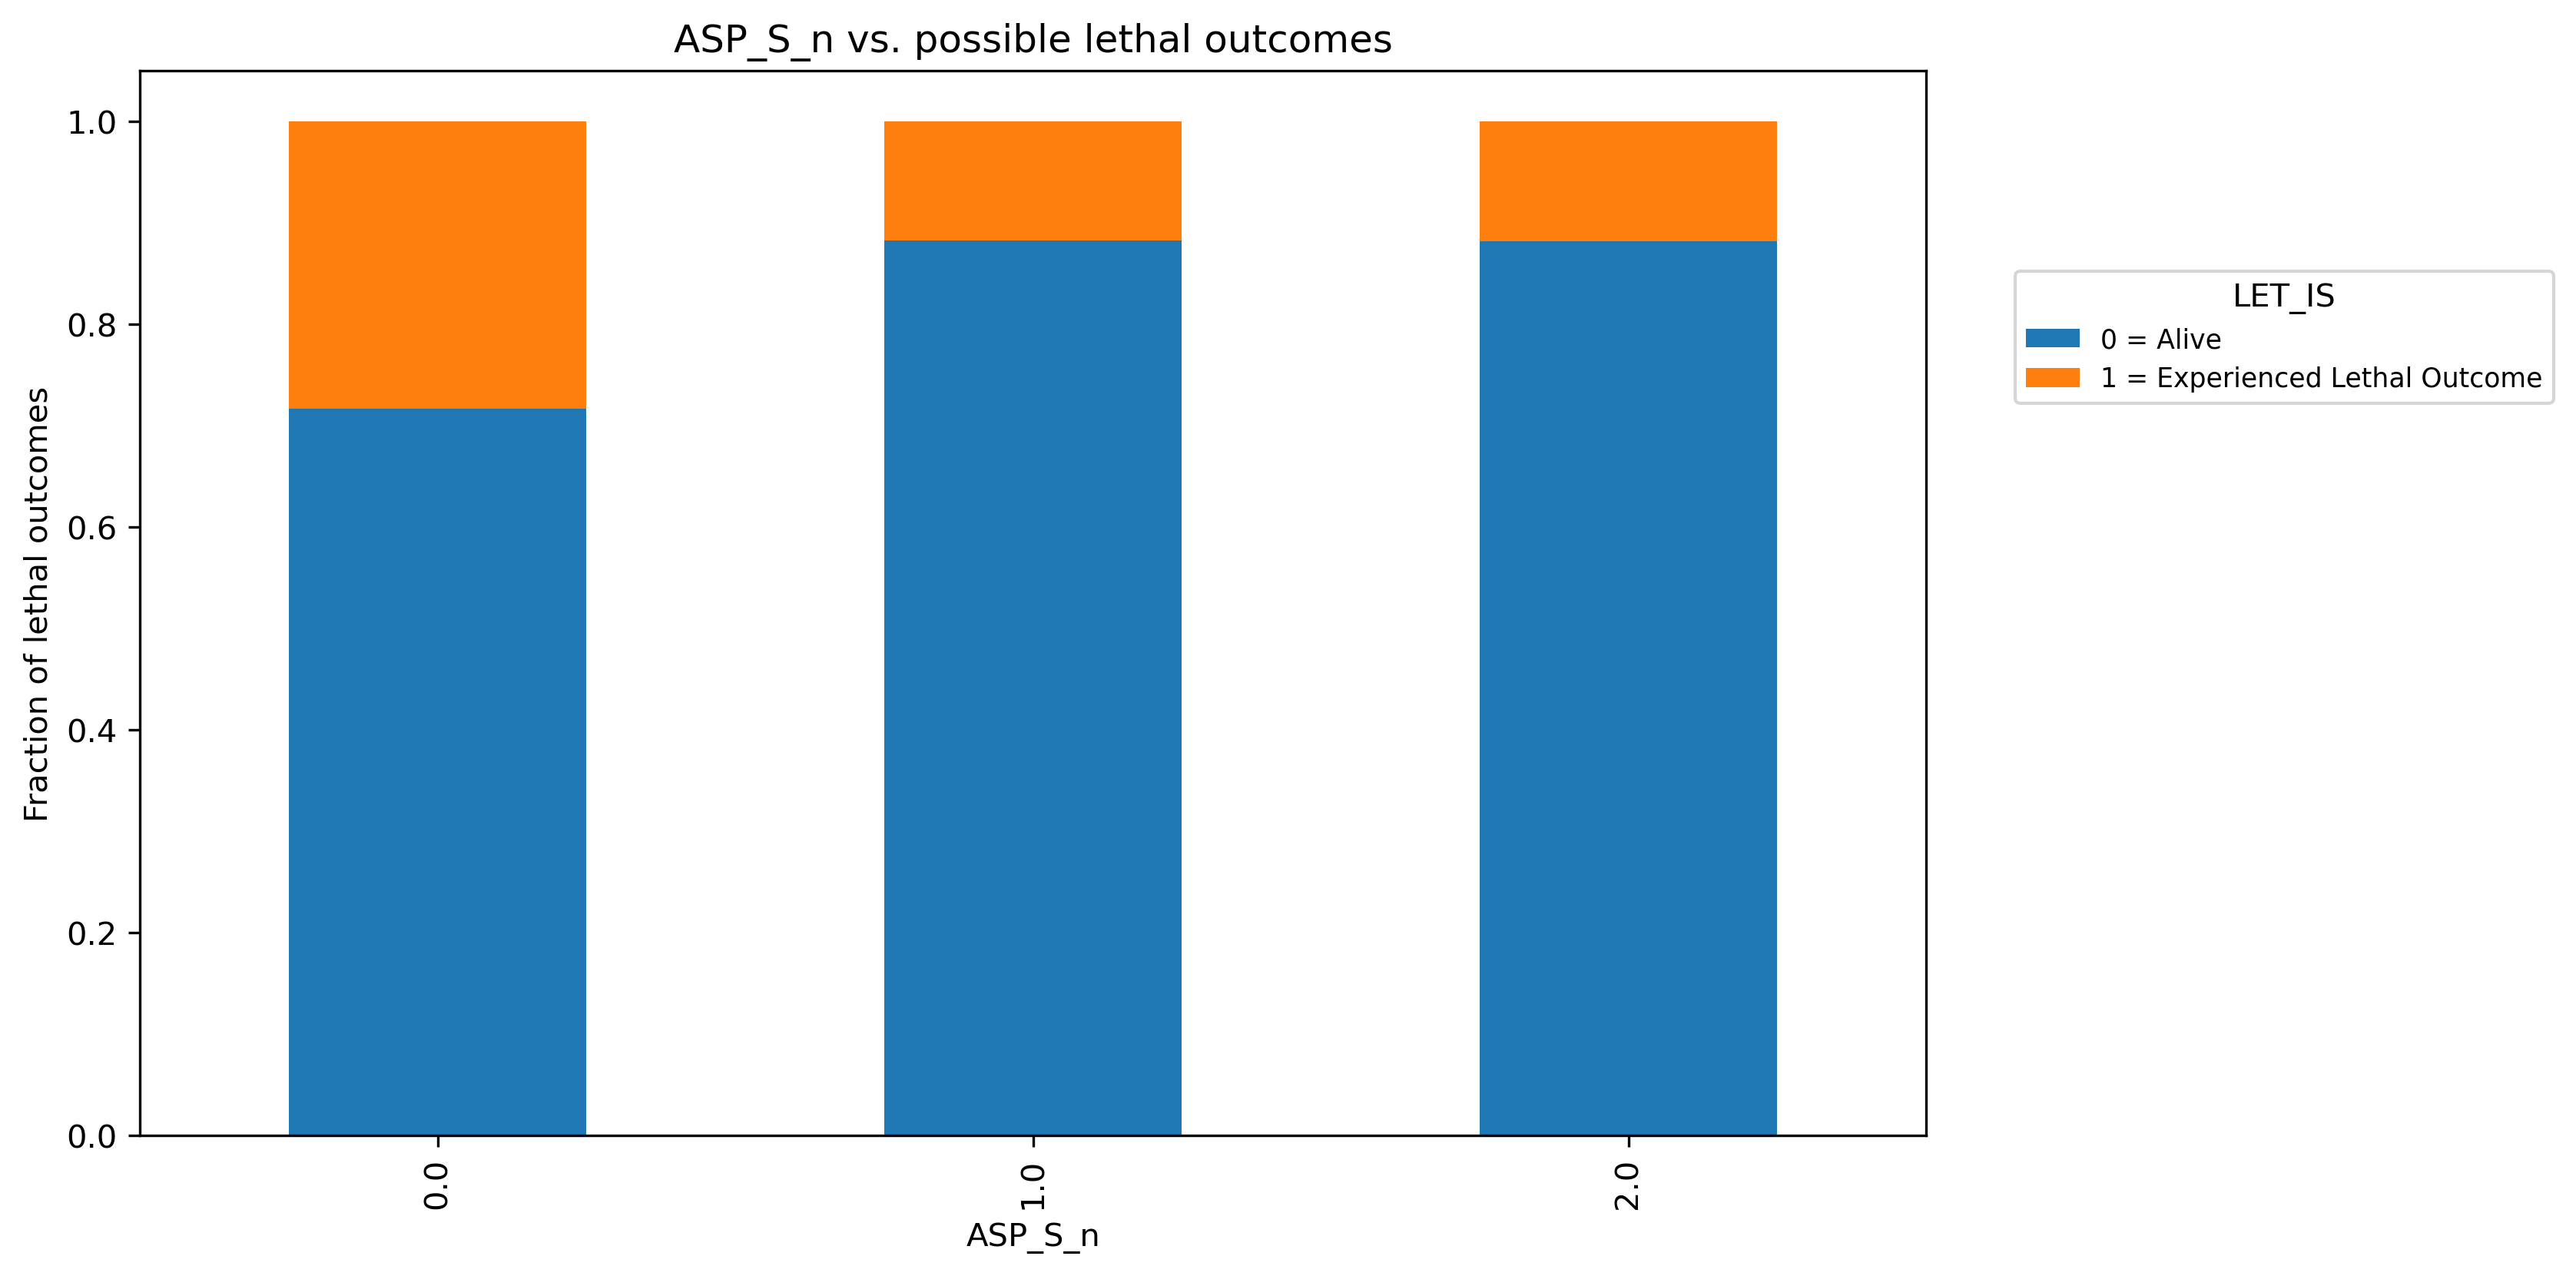 ASP_S_n vs. possible lethal outcomes
Fraction of lethal outcomes
1.0
0.8
0.6
0.4
0.2
0.0
0.0
1.0
2.0
ASP_S_n
LET_IS
0 = Alive
1 = Experienced Lethal Outcome